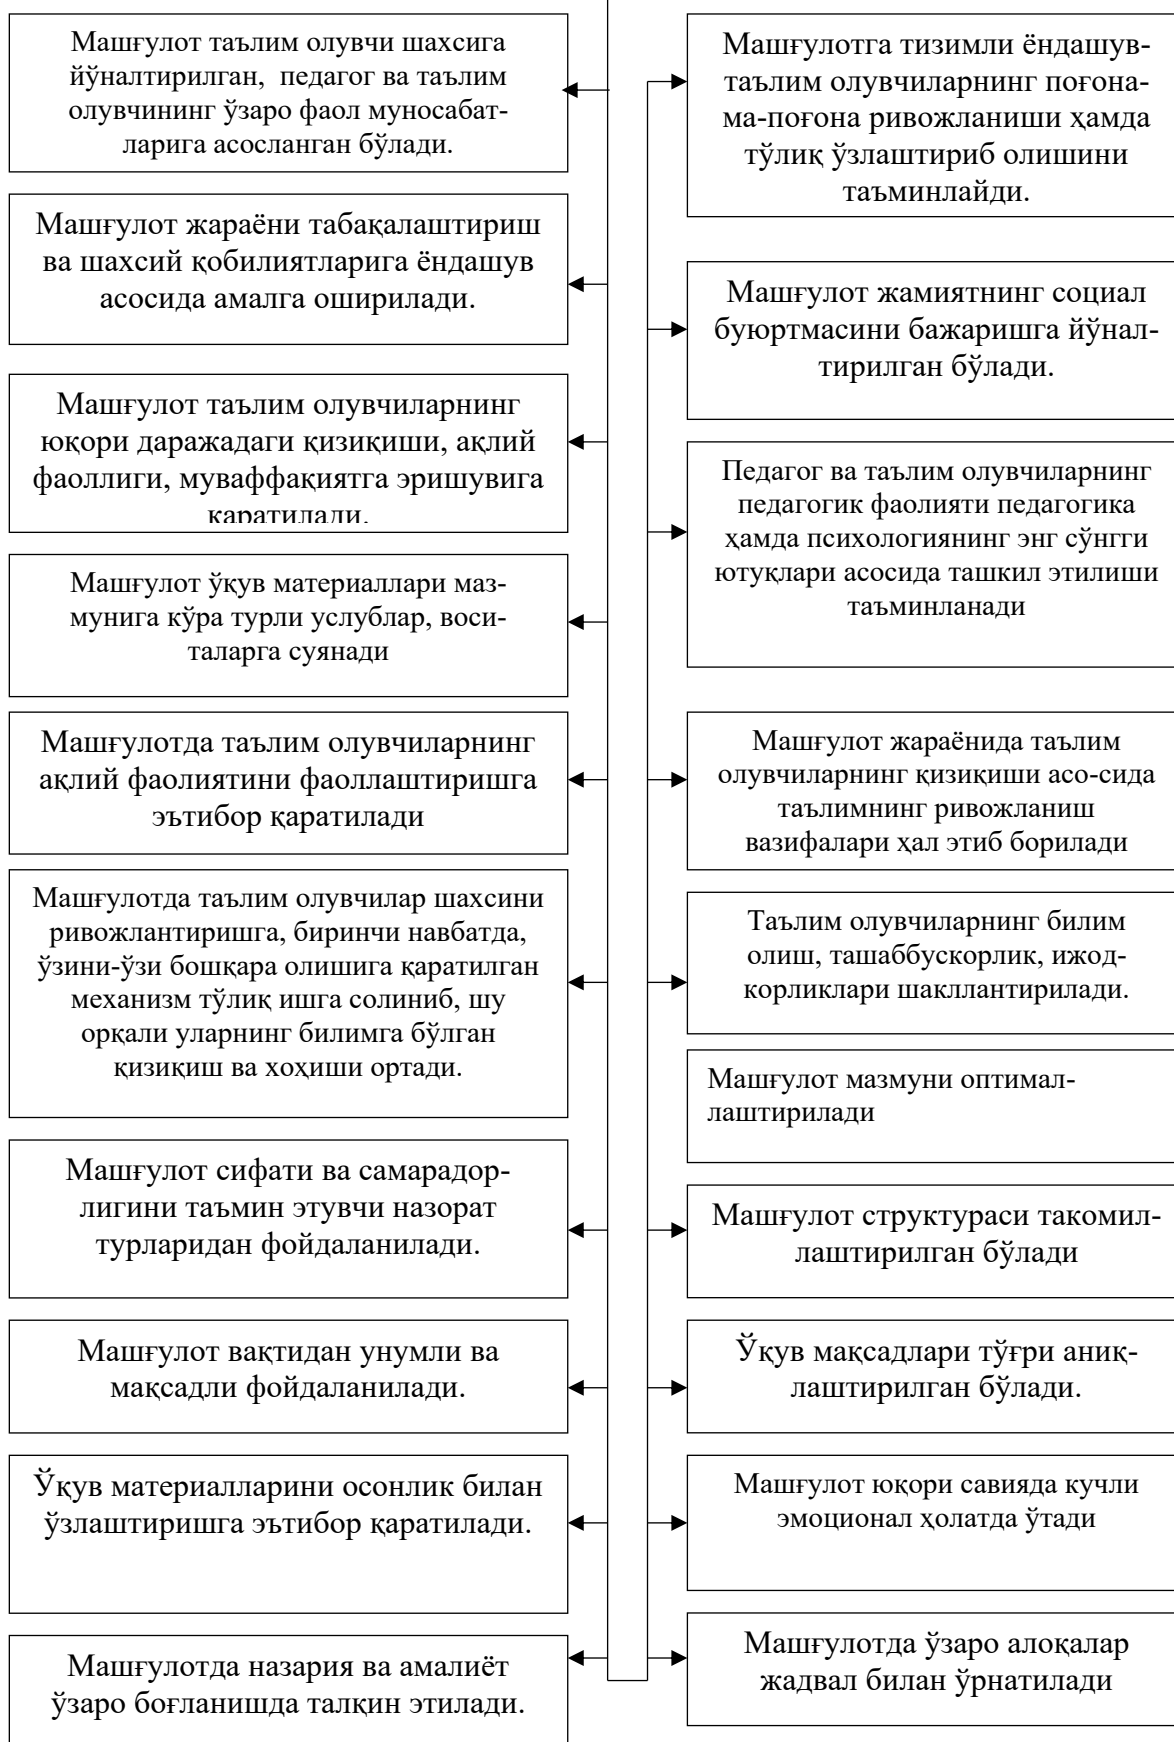 Машғулот таълим олувчи шахсига
йўналтирилган, педагог ва таълим
олувчининг ўзаро фаол муносабат-
ларига асосланган бўлади.
Машғулот жараёни табақалаштириш
ва шахсий қобилиятларига ёндашув
асосида амалга оширилади.
Машғулот таълим олувчиларнинг
юқори даражадаги қизиқиши, ақлий
фаоллиги, муваффақиятга эришувига
қаратилади.
Машғулот ўқув материаллари маз-
мунига кўра турли услублар, воси-
таларга суянади
Машғулотда таълим олувчиларнинг
ақлий фаолиятини фаоллаштиришга
эътибор қаратилади
Машғулотда таълим олувчилар шахсини
ривожлантиришга, биринчи навбатда,
ўзини-ўзи бошқара олишига қаратилган
механизм тўлиқ ишга солиниб, шу
орқали уларнинг билимга бўлган
қизиқиш ва хоҳиши ортади.
Машғулот сифати ва самарадор-
лигини таъмин этувчи назорат
турларидан фойдаланилади.
Машғулот вақтидан унумли ва
мақсадли фойдаланилади.
Ўқув материалларини осонлик билан
ўзлаштиришга эътибор қаратилади.
Машғулотда назария ва амалиёт
ўзаро боғланишда талқин этилади.
Машғулотга тизимли ёндашув-
таълим олувчиларнинг поғона-
ма-поғона ривожланиши ҳамда
тўлиқ ўзлаштириб олишини
таъминлайди.
Машғулот жамиятнинг социал
буюртмасини бажаришга йўнал-
тирилган бўлади.
Педагог ва таълим олувчиларнинг
педагогик фаолияти педагогика
ҳамда психологиянинг энг сўнгги
ютуқлари асосида ташкил этилиши
таъминланади
Машғулот жараёнида таълим
олувчиларнинг қизиқиши асо-сида
таълимнинг ривожланиш
вазифалари ҳал этиб борилади
Таълим олувчиларнинг билим
олиш, ташаббускорлик, ижод-
корликлари шакллантирилади.
Машғулот мазмуни оптимал-
лаштирилади
Машғулот структураси такомил-
лаштирилган бўлади
Ўқув мақсадлари тўғри аниқ-
лаштирилган бўлади.
Машғулот юқори савияда кучли
эмоционал ҳолатда ўтади
Машғулотда ўзаро алоқалар
жадвал билан ўрнатилади